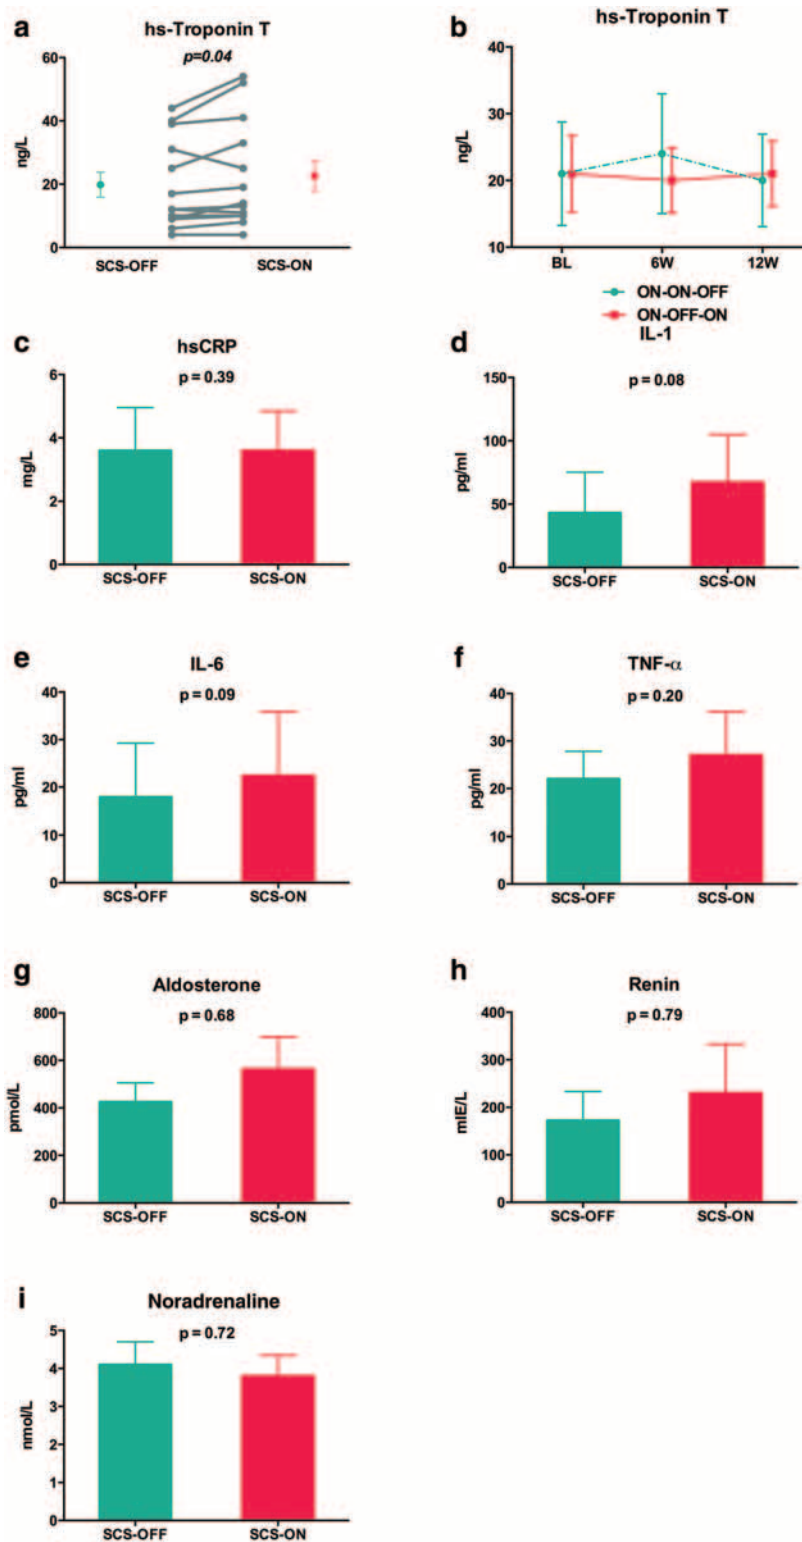 a
hs-Troponin T
p=0.04
60
40
20
0
ng/L
SCS-OFF
SCS-ON
b
hs-Troponin T
40
30
20
10
ng/L
BL
6W
12W
ON-ON-OFF
ON-OFF-ON
c
hsCRP
p = 0.39
6
4
2
0
mg/L
SCS-OFF
SCS-ON
d
IL-1
p = 0.08
150
100
50
0
pg/ml
SCS-OFF
SCS-ON
e
IL-6
p = 0.09
40
30
20
10
0
pg/ml
SCS-OFF
SCS-ON
f
TNF-α
p = 0.20
40
30
20
10
0
pg/ml
SCS-OFF
SCS-ON
g
Aldosterone
p = 0.68
800
600
400
200
0
pmol/L
SCS-OFF
SCS-ON
h
Renin
p = 0.79
400
300
200
100
0
mIE/L
SCS-OFF
SCS-ON
i
Noradrenaline
p = 0.72
5
4
3
2
1
0
nmol/L
SCS-OFF
SCS-ON